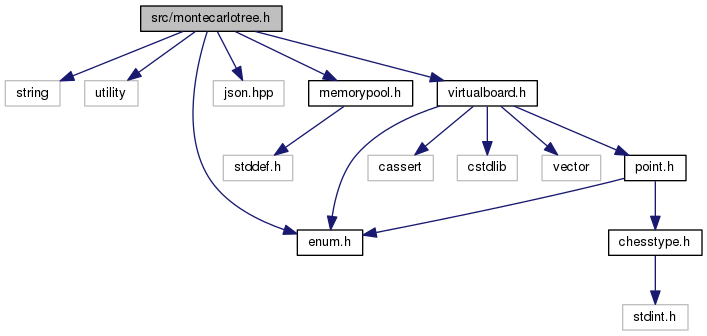 src/montecarlotree.h
string
utility
json.hpp
memorypool.h
virtualboard.h
stddef.h
cassert
cstdlib
vector
point.h
enum.h
chesstype.h
stdint.h